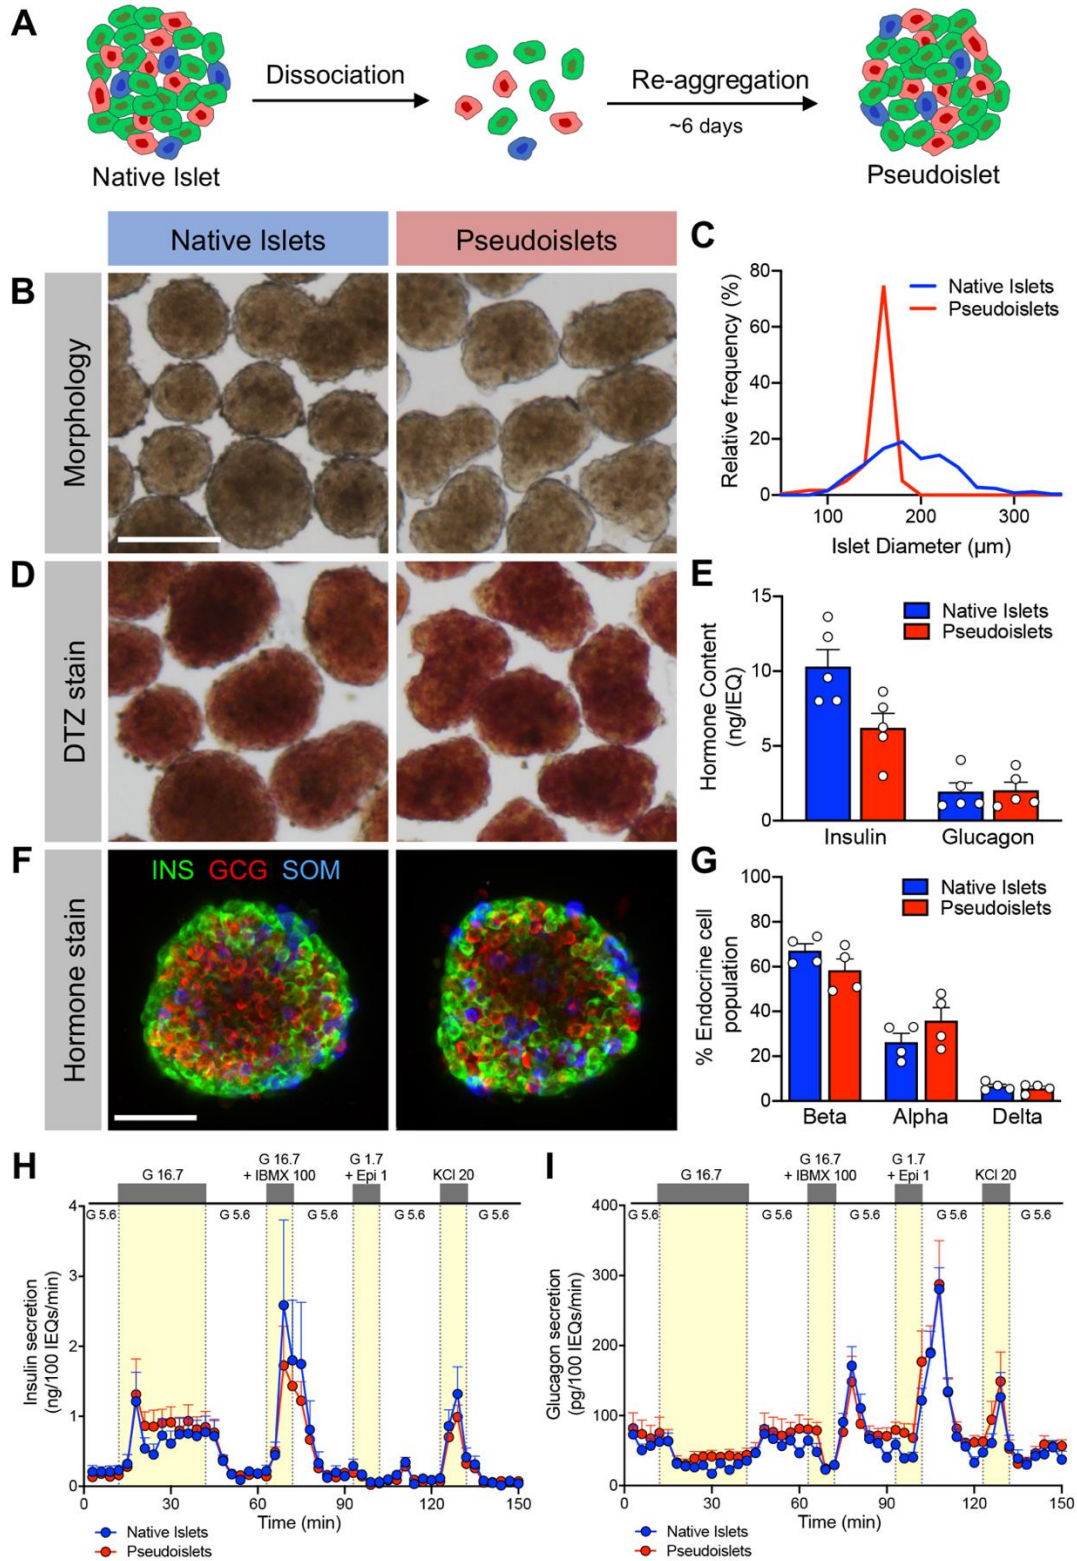 A
Dissociation
Re-aggregation
~6 days
Native Islet
Pseudoislet
Native Islets
Pseudoislets
B
Morphology
C
Relative frequency (%)
80
60
40
20
0
100
200
300
Islet Diameter (µm)
Native Islets
Pseudoislets
D
DTZ stain
E
Hormone Content
(ng/IEQ)
15
10
5
0
Insulin
Glucagon
Native Islets
Pseudoislets
F
Hormone stain
INS GCG SOM
G
% Endocrine cell
population
100
80
60
40
20
0
Beta
Alpha
Delta
Native Islets
Pseudoislets
H
G 16.7
G 16.7
+ IBMX 100
G 1.7
+ Epi 1
KCl 20
G 5.6
G 5.6
G 5.6
G 5.6
G 5.6
Insulin secretion
(ng/100 IEQs/min)
4
3
2
1
0
0
30
60
90
120
150
Time (min)
Native Islets
Pseudoislets
I
G 16.7
G 16.7
+ IBMX 100
G 1.7
+ Epi 1
KCl 20
G 5.6
G 5.6
G 5.6
G 5.6
G 5.6
Glucagon secretion
(pg/100 IEQs/min)
400
300
200
100
0
0
30
60
90
120
150
Time (min)
Native Islets
Pseudoislets